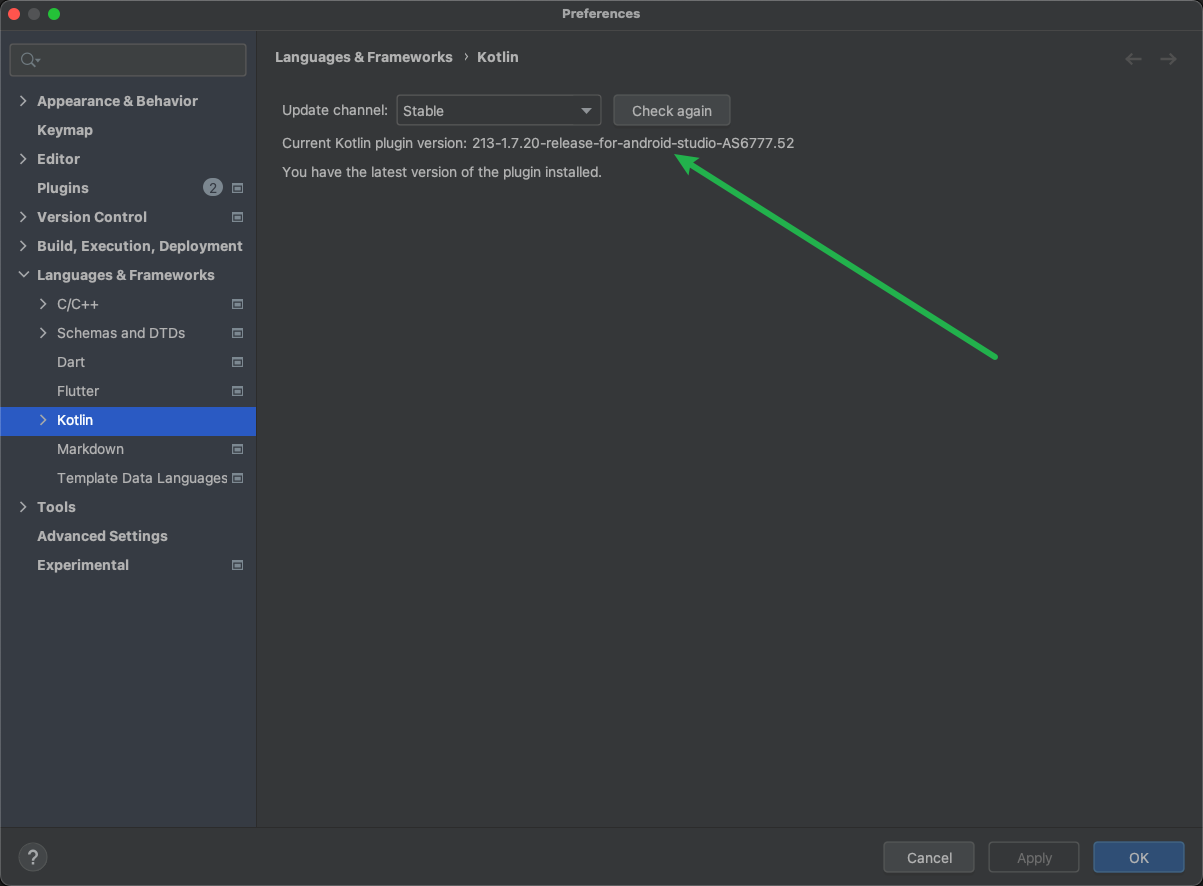 Preferences
Appearance & Behavior
Keymap
Editor
Plugins 2
Version Control
Build, Execution, Deployment
Languages & Frameworks
C/C++
Schemas and DTDs
Dart
Flutter
Kotlin
Markdown
Template Data Languages
Tools
Advanced Settings
Experimental
Languages & Frameworks › Kotlin
Update channel: Stable Check again
Current Kotlin plugin version: 213-1.7.20-release-for-android-studio-AS6777.52
You have the latest version of the plugin installed.
? Cancel Apply OK